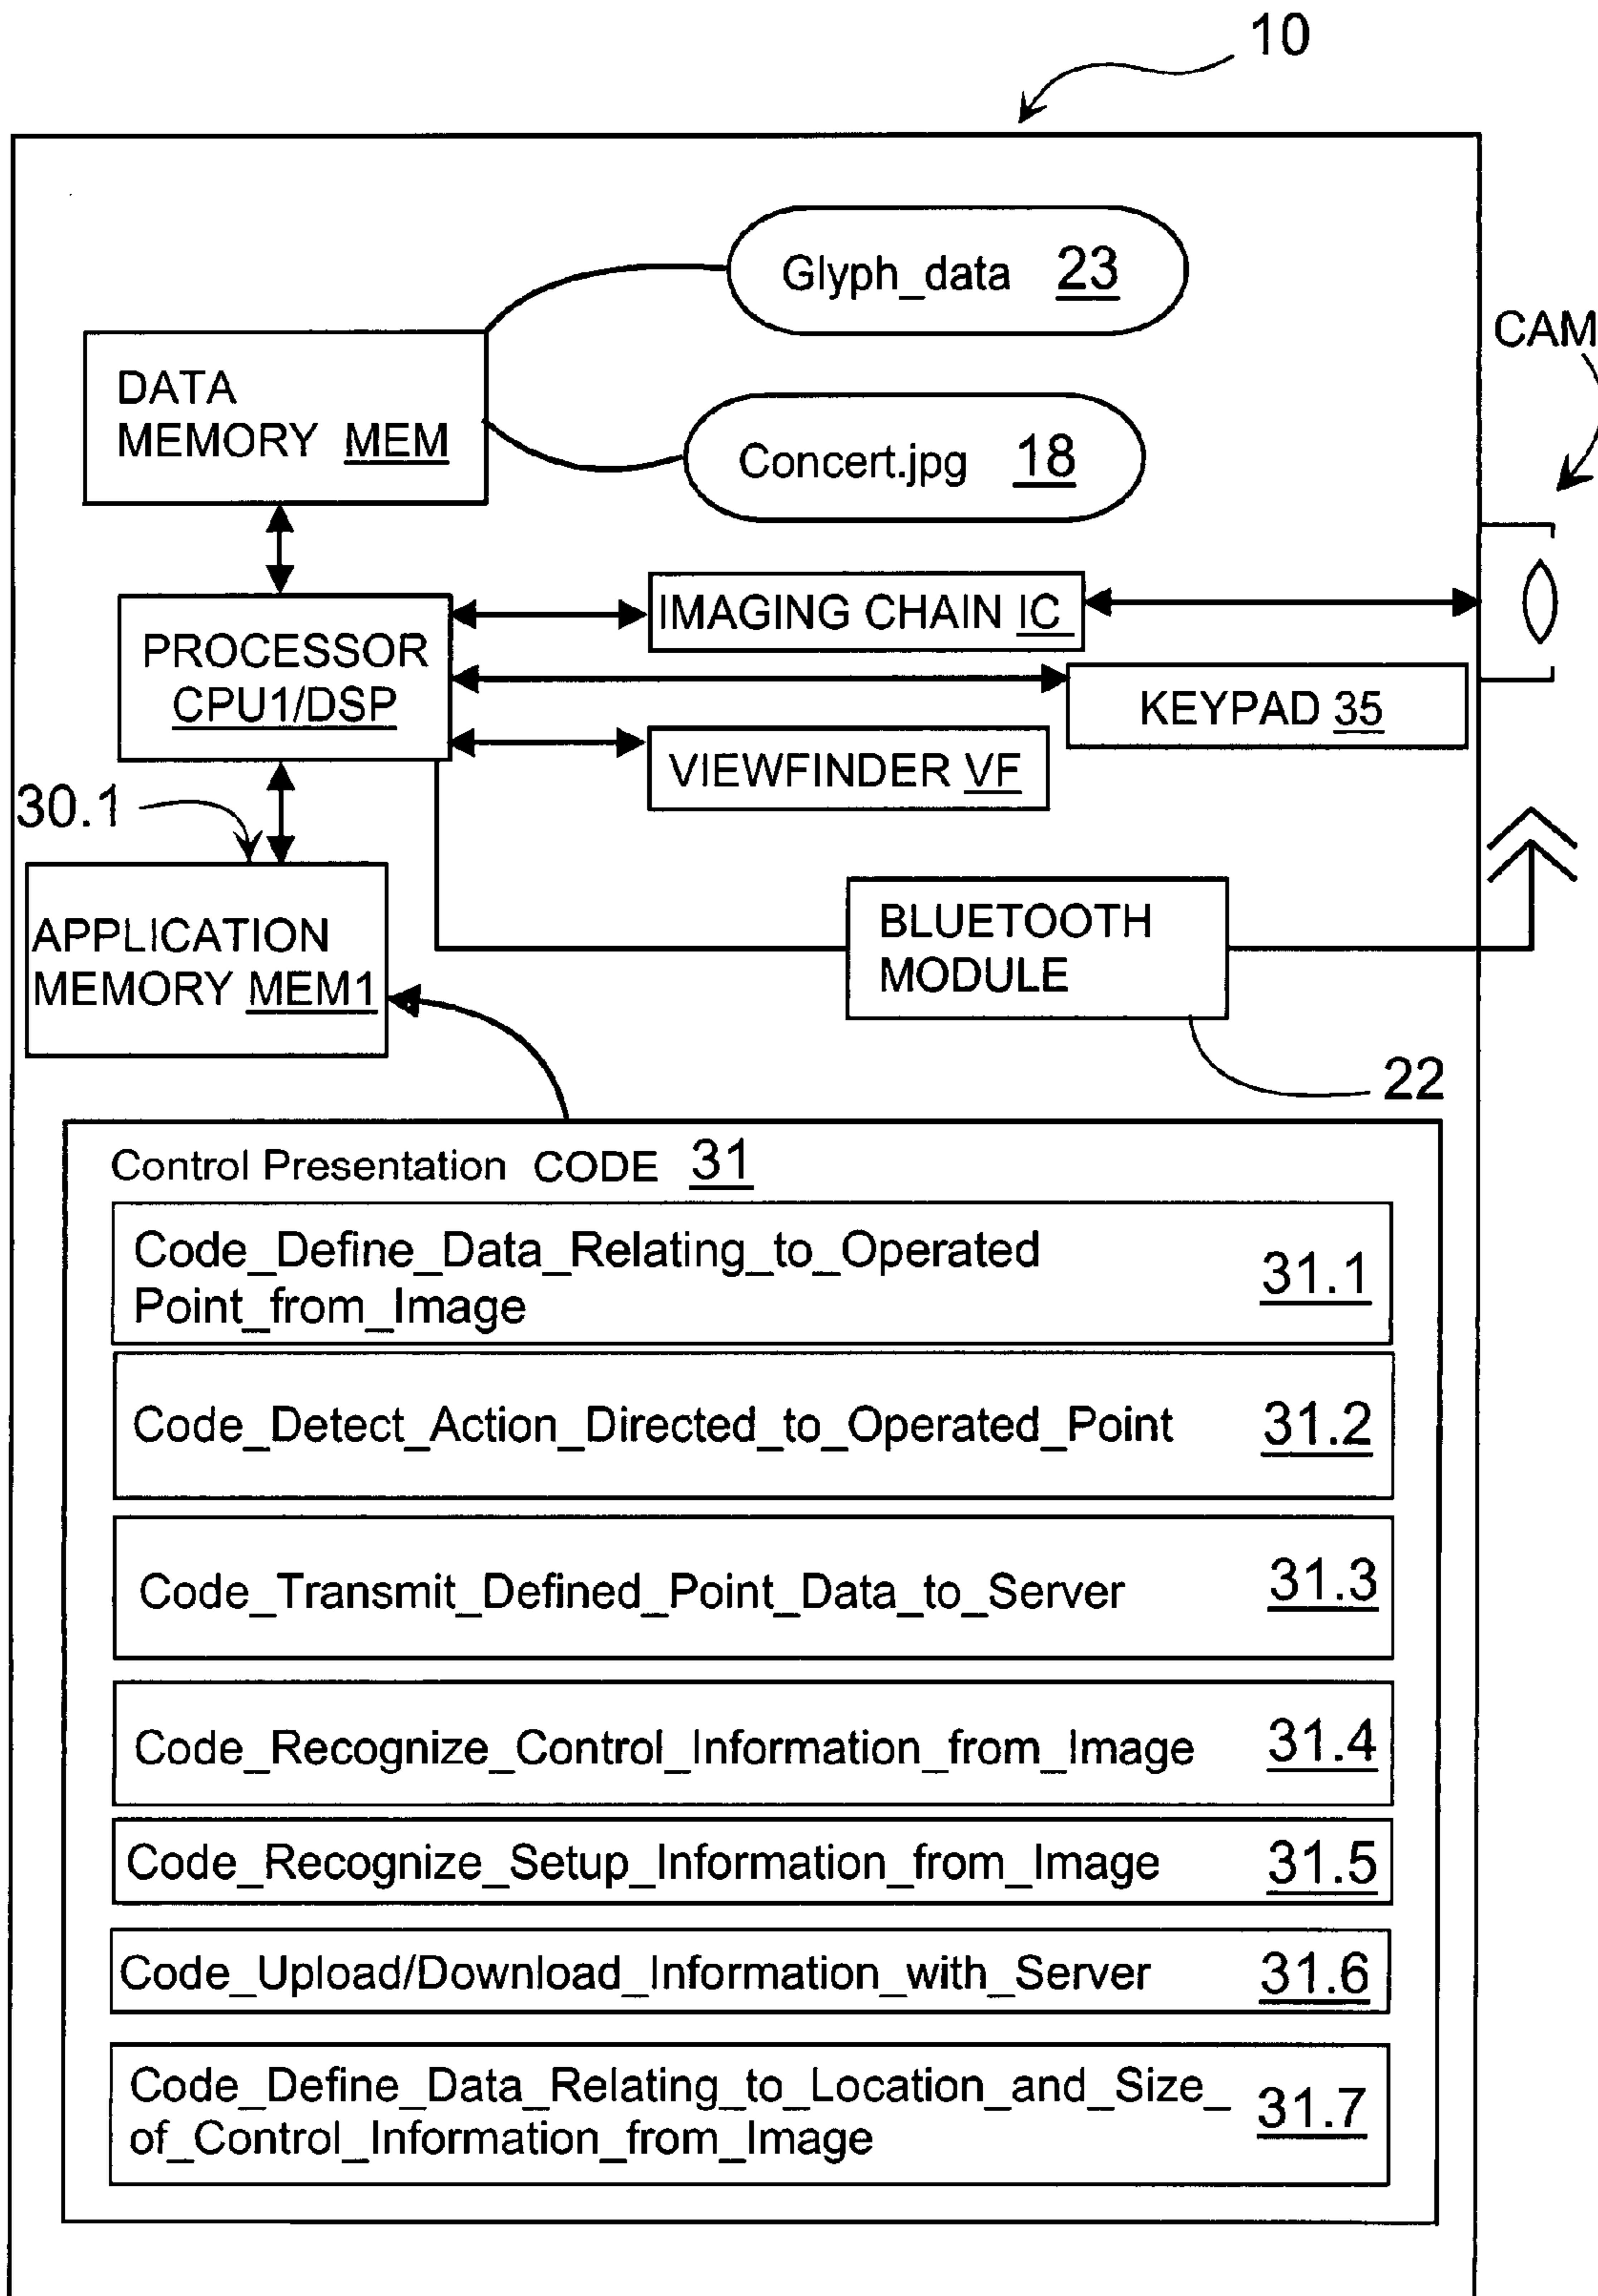 10
Glyph_data 23
CAM
DATA
MEMORY MEM
Concert.jpg 18
IMAGING CHAIN IC
PROCESSOR
CPU1/DSP
KEYPAD 35
VIEWFINDER VF
30.1
APPLICATION
MEMORY MEM1
BLUETOOTH
MODULE
22
Control Presentation CODE 31
Code_Define_Data_Relating_to_Operated
Point_from_Image 31.1
Code_Detect_Action_Directed_to_Operated_Point 31.2
Code_Transmit_Defined_Point_Data_to_Server 31.3
Code_Recognize_Control_Information_from_Image 31.4
Code_Recognize_Setup_Information_from_Image 31.5
Code_Upload/Download_Information_with_Server 31.6
Code_Define_Data_Relating_to_Location_and_Size_
of_Control_Information_from_Image 31.7